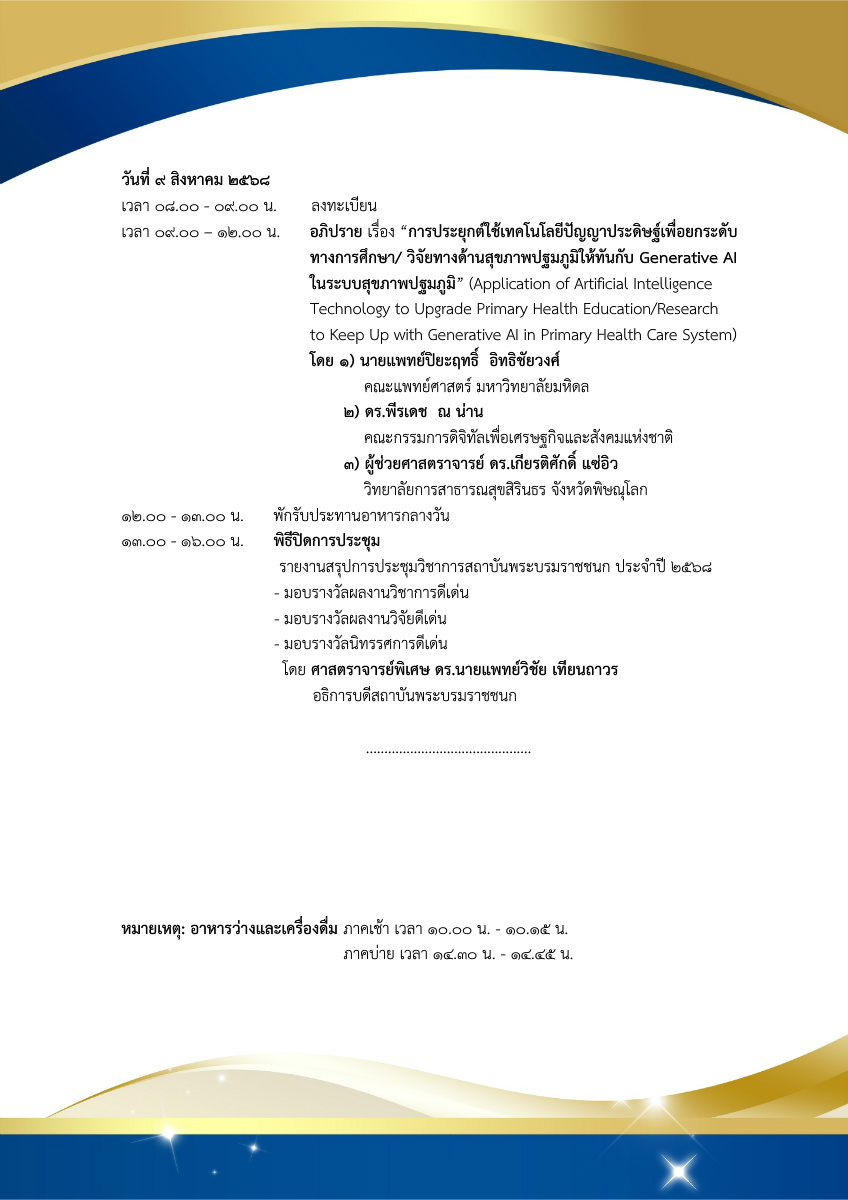 วันที่ ๙ สิงหาคม ๒๕๖๘
เวลา ๐๘.๐๐ - ๐๙.๐๐ น. ลงทะเบียน
เวลา ๐๙.๐๐ – ๑๒.๐๐ น. อภิปราย เรื่อง “การประยุกต์ใช้เทคโนโลยีปัญญาประดิษฐ์เพื่อยกระดับ
ทางการศึกษา/ วิจัยทางด้านสุขภาพปฐมภูมิให้ทันกับ Generative AI
ในระบบสุขภาพปฐมภูมิ” (Application of Artificial Intelligence
Technology to Upgrade Primary Health Education/Research
to Keep Up with Generative AI in Primary Health Care System)
โดย ๑) นายแพทย์ปิยะฤทธิ์ อิทธิชัยวงศ์
คณะแพทย์ศาสตร์ มหาวิทยาลัยมหิดล
๒) ดร.พีรเดช ณ น่าน
คณะกรรมการดิจิทัลเพื่อเศรษฐกิจและสังคมแห่งชาติ
๓) ผู้ช่วยศาสตราจารย์ ดร.เกียรติศักดิ์ แซ่อิว
วิทยาลัยการสาธารณสุขสิรินธร จังหวัดพิษณุโลก
๑๒.๐๐ - ๑๓.๐๐ น. พักรับประทานอาหารกลางวัน
๑๓.๐๐ - ๑๖.๐๐ น. พิธีปิดการประชุม
รายงานสรุปการประชุมวิชาการสถาบันพระบรมราชชนก ประจำปี ๒๕๖๘
- มอบรางวัลผลงานวิชาการดีเด่น
- มอบรางวัลผลงานวิจัยดีเด่น
- มอบรางวัลนิทรรศการดีเด่น
โดย ศาสตราจารย์พิเศษ ดร.นายแพทย์วิชัย เทียนถาวร
อธิการบดีสถาบันพระบรมราชชนก
.............................................
หมายเหตุ: อาหารว่างและเครื่องดื่ม ภาคเช้า เวลา ๑๐.๐๐ น. - ๑๐.๑๕ น.
ภาคบ่าย เวลา ๑๔.๓๐ น. - ๑๔.๔๕ น.